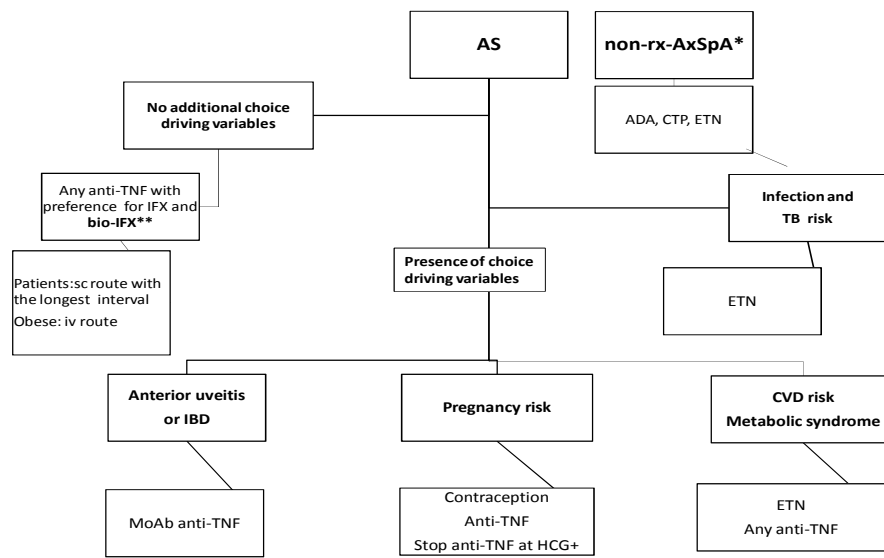 AS
non-rx-AxSpA*
No additional choice
driving variables
ADA, CTP, ETN
Any anti-TNF with
preference for IFX and
bio-IFX**
Infection and
TB risk
Presence of choice
driving variables
Patients:sc route with
the longest interval
Obese: iv route
ETN
Anterior uveitis
or IBD
Pregnancy risk
CVD risk
Metabolic syndrome
MoAb anti-TNF
Contraception
Anti-TNF
Stop anti-TNF at HCG+
ETN
Any anti-TNF